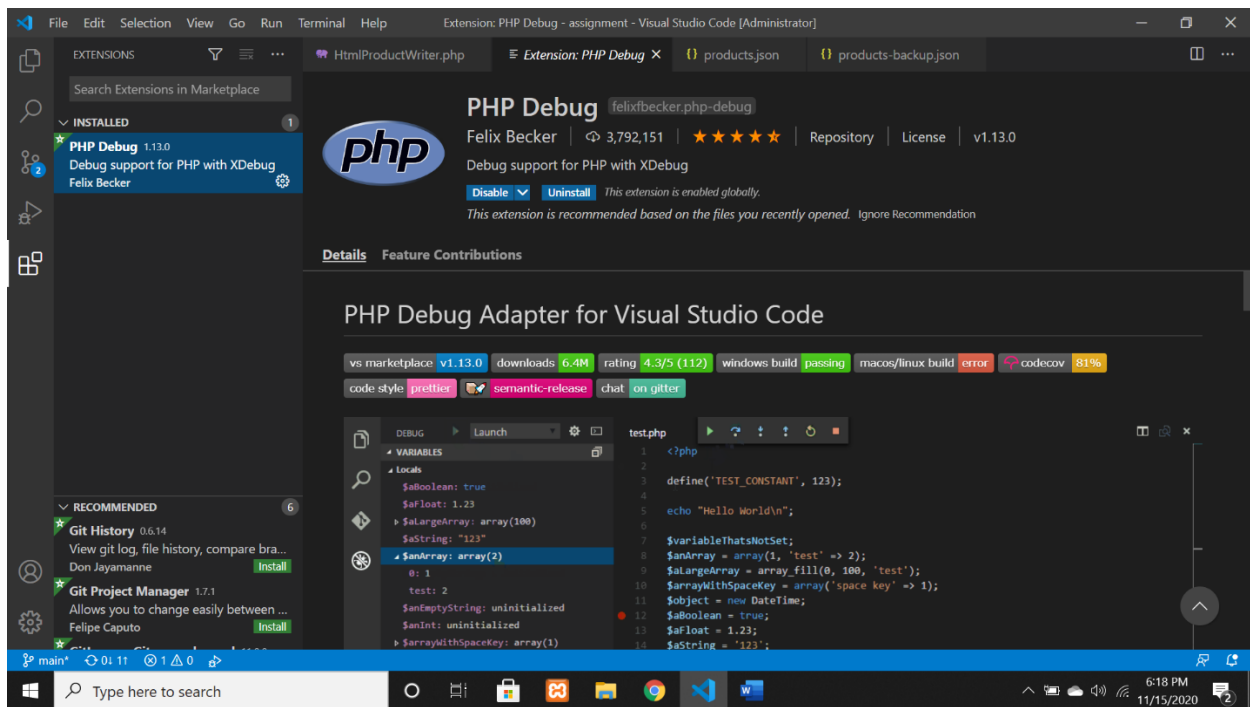 File Edit Selection View Go Run Terminal Help Extension: PHP Debug - assignment - Visual Studio Code [Administrator]
EXTENSIONS
Search Extensions in Marketplace
INSTALLED 1
PHP Debug 1.13.0
Debug support for PHP with XDebug
Felix Becker
2
RECOMMENDED 6
Git History 0.6.14
View git log, file history, compare bra...
Don Jayamanne Install
Git Project Manager 1.7.1
Allows you to change easily between ...
Felipe Caputo Install
HtmlProductWriter.php Extension: PHP Debug products.json products-backup.json
php
PHP Debug felixfbecker.php-debug
Felix Becker 3,792,151 Repository License v1.13.0
Debug support for PHP with XDebug
Disable Uninstall This extension is enabled globally.
This extension is recommended based on the files you recently opened. Ignore Recommendation
Details Feature Contributions
PHP Debug Adapter for Visual Studio Code
vs marketplace v1.13.0 downloads 6.4M rating 4.3/5 (112) windows build passing macos/linux build error codecov 81%
code style prettier semantic-release chat on gitter
DEBUG Launch
VARIABLES
Locals
$aBoolean: true
$aFloat: 1.23
$aLargeArray: array(100)
$aString: "123"
$anArray: array(2)
0: 1
test: 2
$anEmptyString: uninitialized
$anInt: uninitialized
$arrayWithSpaceKey: array(1)
test.php
1 <?php
2
3 define('TEST_CONSTANT', 123);
4
5 echo "Hello World\n";
6
7 $variableThatsNotSet;
8 $anArray = array(1, 'test' => 2);
9 $aLargeArray = array_fill(0, 100, 'test');
10 $arrayWithSpaceKey = array('space key' => 1);
11 $object = new DateTime;
12 $aBoolean = true;
13 $aFloat = 1.23;
14 $aString = '123';
main* 0↓ 1↑ 1 0
Type here to search
6:18 PM
11/15/2020
2